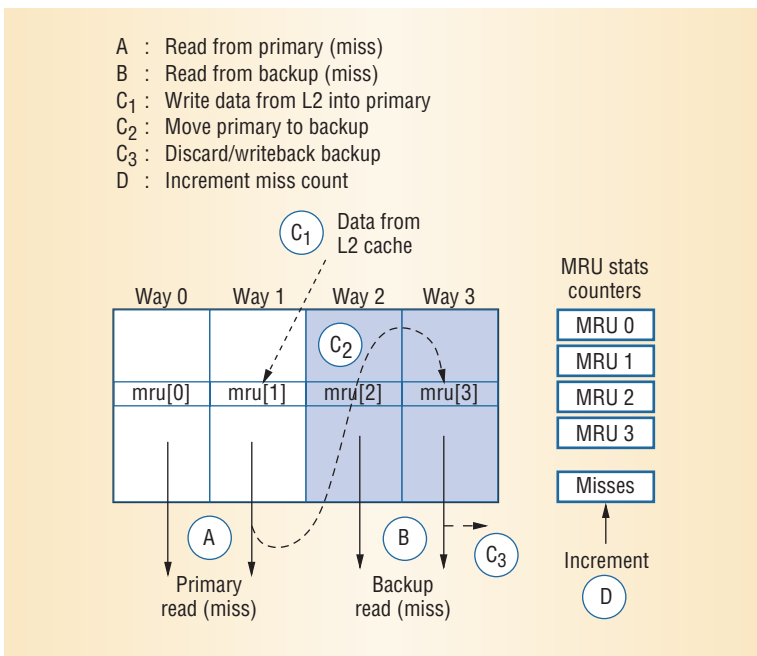 A : Read from primary (miss)
B : Read from backup (miss)
C1 : Write data from L2 into primary
C2 : Move primary to backup
C3 : Discard/writeback backup
D : Increment miss count
C1
Data from
L2 cache
MRU stats
counters
Way 0 Way 1 Way 2 Way 3
MRU 0
C2
MRU 1
mru[0] mru[1] mru[2] mru[3]
MRU 2
MRU 3
Misses
A
B
C3
Increment
Primary
read (miss)
Backup
read (miss)
D